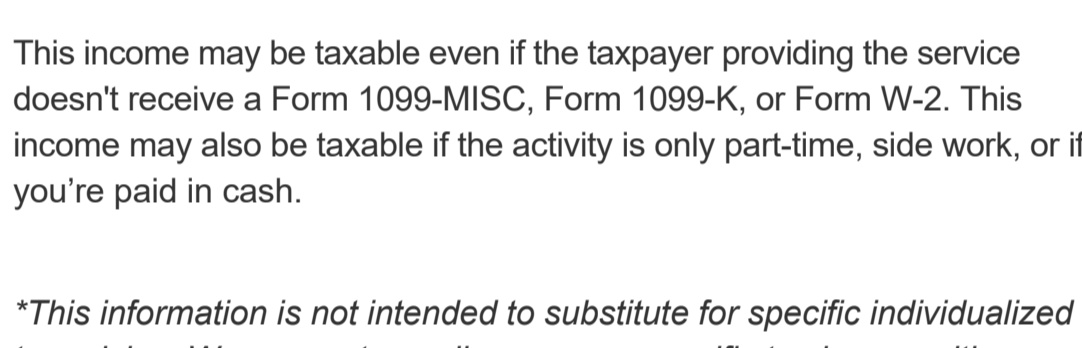 This income may be taxable even if the taxpayer providing the service
doesn't receive a Form 1099-MISC, Form 1099-K, or Form W-2. This
income may also be taxable if the activity is only part-time, side work, or if
you’re paid in cash.
*This information is not intended to substitute for specific individualized